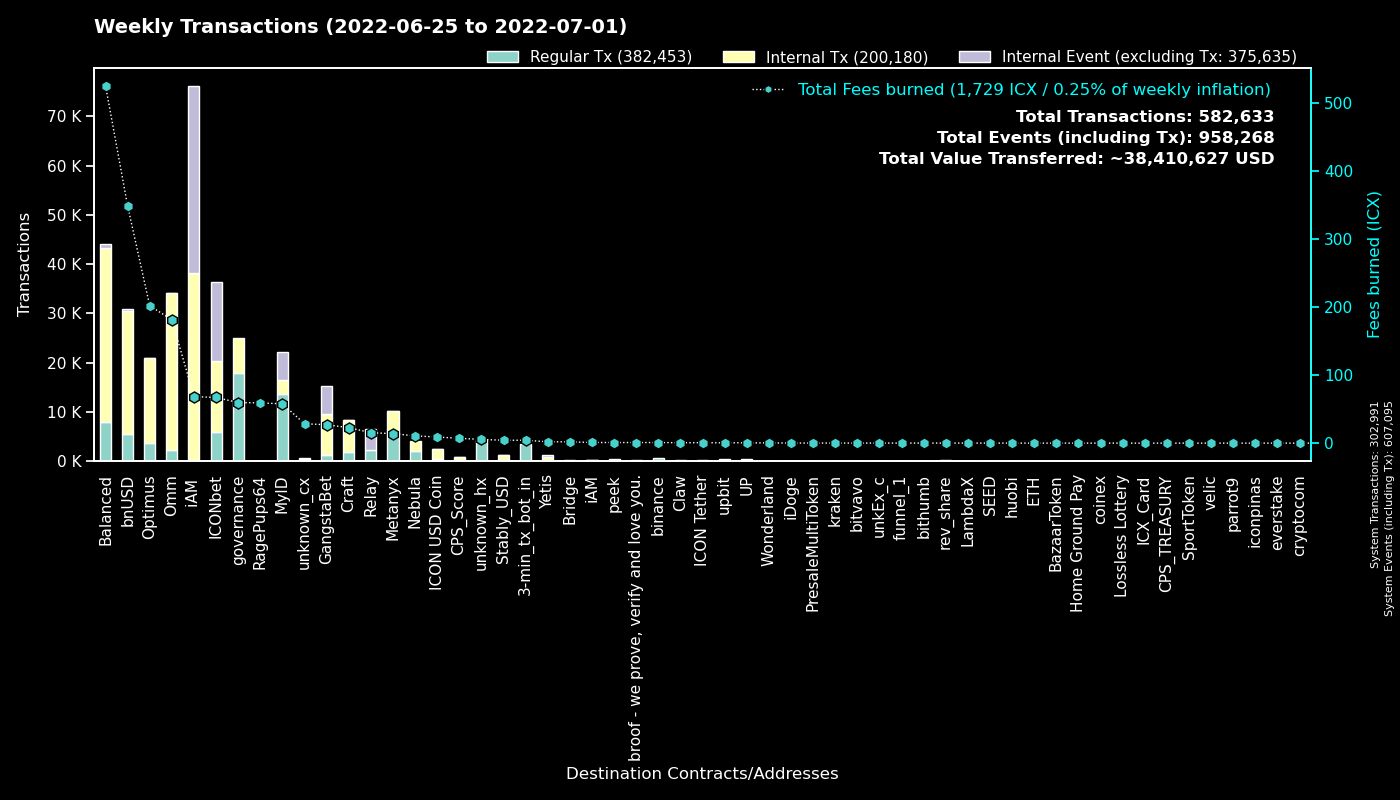 Weekly Transactions (2022-06-25 to 2022-07-01)
Regular Tx (382,453)
Internal Tx (200,180)
Internal Event (excluding Tx: 375,635)
Total Fees burned (1,729 ICX / 0.25% of weekly inflation)
Total Transactions: 582,633
Total Events (including Tx): 958,268
Total Value Transferred: ~38,410,627 USD
Transactions
70 K
60 K
50 K
40 K
30 K
20 K
10 K
0 K
500
400
300
200
100
0
Fees burned (ICX)
System Transactions: 302,991
System Events (including Tx): 607,095
Balanced
bnUSD
Optimus
Omm
iAM
ICONbet
governance
RagePups64
MyID
unknown_cx
GangstaBet
Craft
Relay
Metanyx
Nebula
ICON USD Coin
CPS_Score
unknown_hx
Stably_USD
3-min_tx_bot_in
Yetis
Bridge
iAM
peek
broof - we prove, verify and love you.
binance
Claw
ICON Tether
upbit
UP
Wonderland
iDoge
PresaleMultiToken
kraken
bitvavo
unkEx_c
funnel_1
bithumb
rev_share
LambdaX
SEED
huobi
ETH
BazaarToken
Home Ground Pay
coinex
Lossless Lottery
ICX_Card
CPS_TREASURY
SportToken
velic
parrot9
iconpinas
everstake
cryptocom
Destination Contracts/Addresses